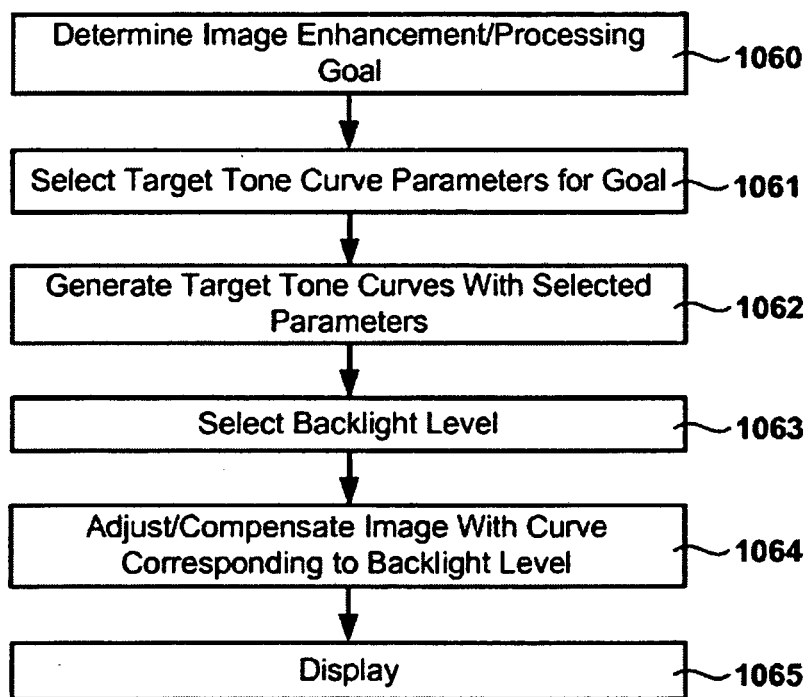 Determine Image Enhancement/Processing
Goal
1060
Select Target Tone Curve Parameters for Goal
1061
Generate Target Tone Curves With Selected
Parameters
1062
Select Backlight Level
1063
Adjust/Compensate Image With Curve
Corresponding to Backlight Level
1064
Display
1065